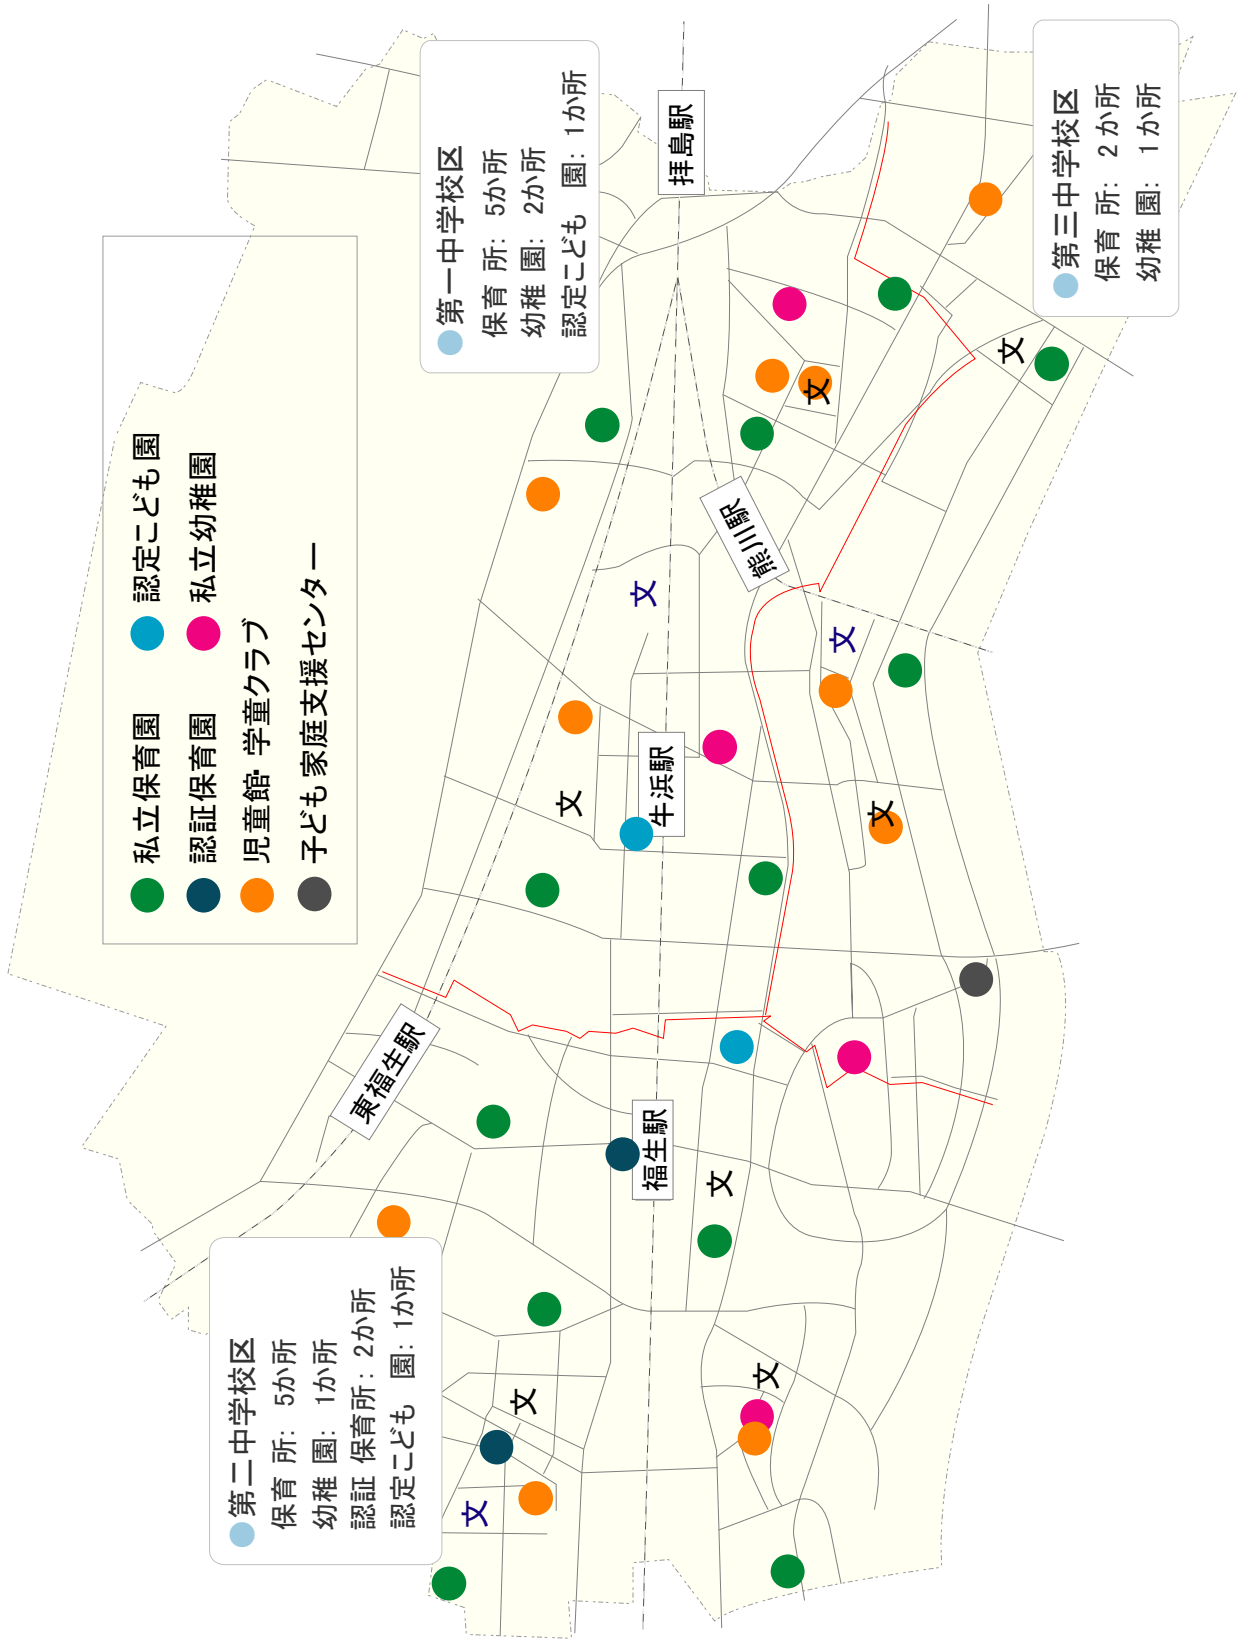 私立保育園
認定こども園
認証保育園
私立幼稚園
児童館・学童クラブ
子ども家庭支援センター
第一中学校区
保育 所: 5か所
幼稚 園: 2か所
認定こども 園: 1か所
第二中学校区
保育 所: 5か所
幼稚 園: 1か所
認証 保育所: 2か所
認定こども 園: 1か所
第三中学校区
保育 所: 2か所
幼稚 園: 1か所
東福生駅
福生駅
牛浜駅
熊川駅
拝島駅
文
文
文
文
文
文
文
文
文
文